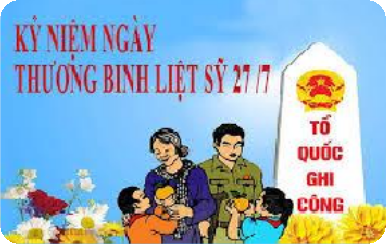 KỶ NIỆM NGÀY
THƯƠNG BINH LIỆT SỸ 27 /7
TỔ
QUỐC
GHI
CÔNG